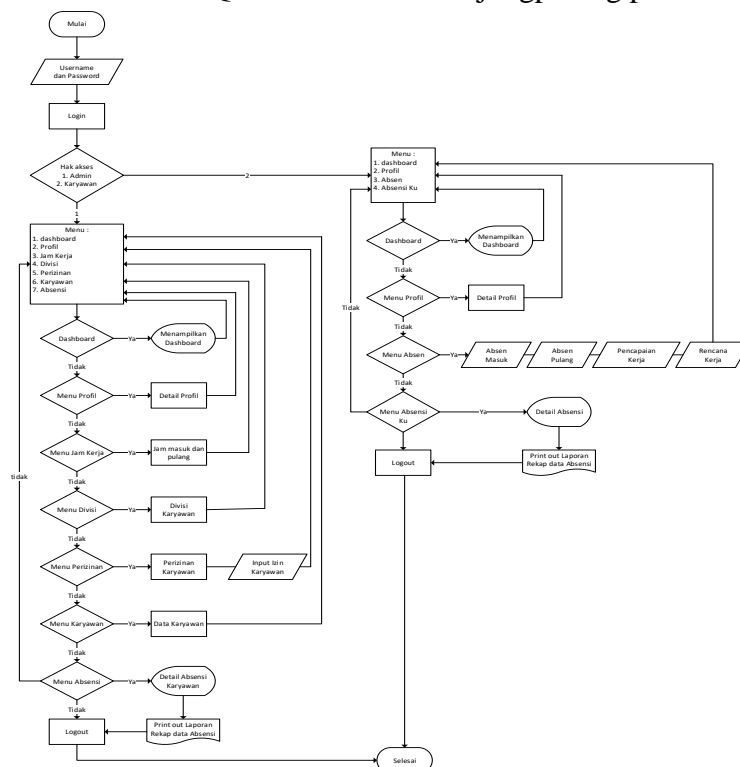 Mulai
Username
dan Password
Login
Hak akses
1. Admin
2. Karyawan
2
1
Menu :
1. dashboard
2. Profil
3. Jam Kerja
4. Divisi
5. Perizinan
6. Karyawan
7. Absensi
Dashboard
Ya
Menampilkan
Dashboard
Tidak
Menu Profil
Ya
Detail Profil
Tidak
Menu Jam Kerja
Ya
Jam masuk dan
pulang
Tidak
tidak
Menu Divisi
Ya
Divisi
Karyawan
Tidak
Menu Perizinan
Ya
Perizinan
Karyawan
Input Izin
Karyawan
Tidak
Menu Karyawan
Ya
Data Karyawan
Tidak
Menu Absensi
Ya
Detail Absensi
Karyawan
Tidak
Logout
Print out Laporan
Rekap data Absensi
Menu :
1. dashboard
2. Profil
3. Absen
4. Absensi Ku
Dashboard
Ya
Menampilkan
Dashboard
Tidak
Menu Profil
Ya
Detail Profil
Tidak
Tidak
Menu Absen
Ya
Absen
Masuk
Absen
Pulang
Pencapaian
Kerja
Rencana
Kerja
Tidak
Menu Absensi
Ku
Ya
Detail Absensi
Logout
Print out Laporan
Rekap data Absensi
Selesai